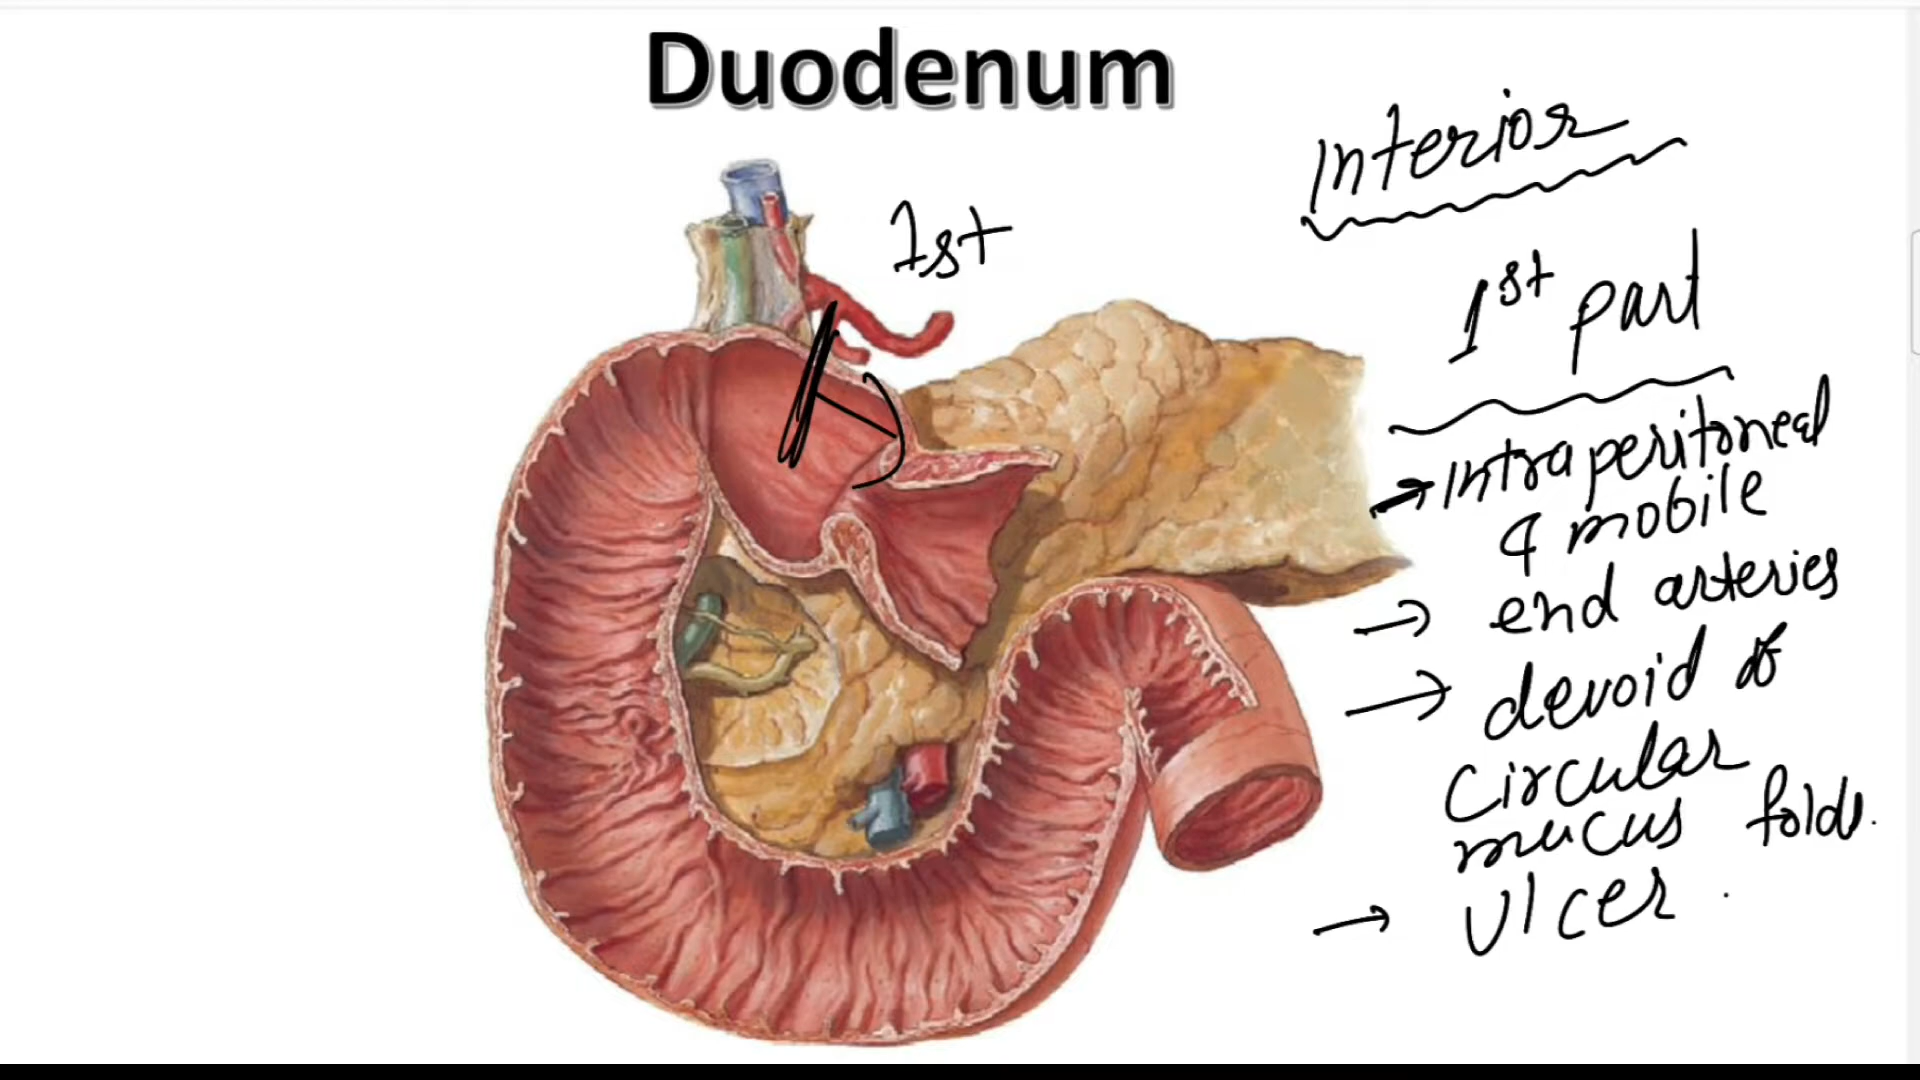 Duodenum
Interior
1st
1st part
→ Intraperitoneal
& mobile
→ end arteries
→ devoid of
Circular
mucus folds.
→ Ulcer